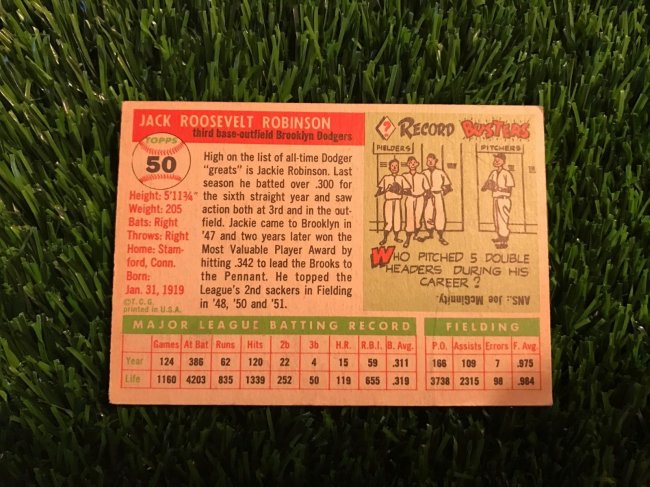 JACK ROOSEVELT ROBINSON
third base-outfield Brooklyn Dodgers
TOPPS
50
Height: 5'11¾"
Weight: 205
Bats: Right
Throws: Right
Home: Stam-
ford, Conn.
Born:
Jan. 31, 1919
©T.C.G.
printed in U.S.A.
High on the list of all-time Dodger
"greats" is Jackie Robinson. Last
season he batted over .300 for
the sixth straight year and saw
action both at 3rd and in the out-
field. Jackie came to Brooklyn in
'47 and two years later won the
Most Valuable Player Award by
hitting .342 to lead the Brooks to
the Pennant. He topped the
League's 2nd sackers in Fielding
in '48, '50 and '51.
? RECORD BUSTERS
FIELDERS
PITCHERS
WHO PITCHED 5 DOUBLE
HEADERS DURING HIS
CAREER?
ANS.: Joe McGinnity
MAJOR LEAGUE BATTING RECORD FIELDING
Games At Bat Runs Hits 2b 3b H.R. R.B.I. B. Avg. P.O. Assists Errors F. Avg.
Year 124 386 62 120 22 4 15 59 .311 166 109 7 .975
Life 1160 4203 835 1339 252 50 119 655 .319 3738 2315 98 .984